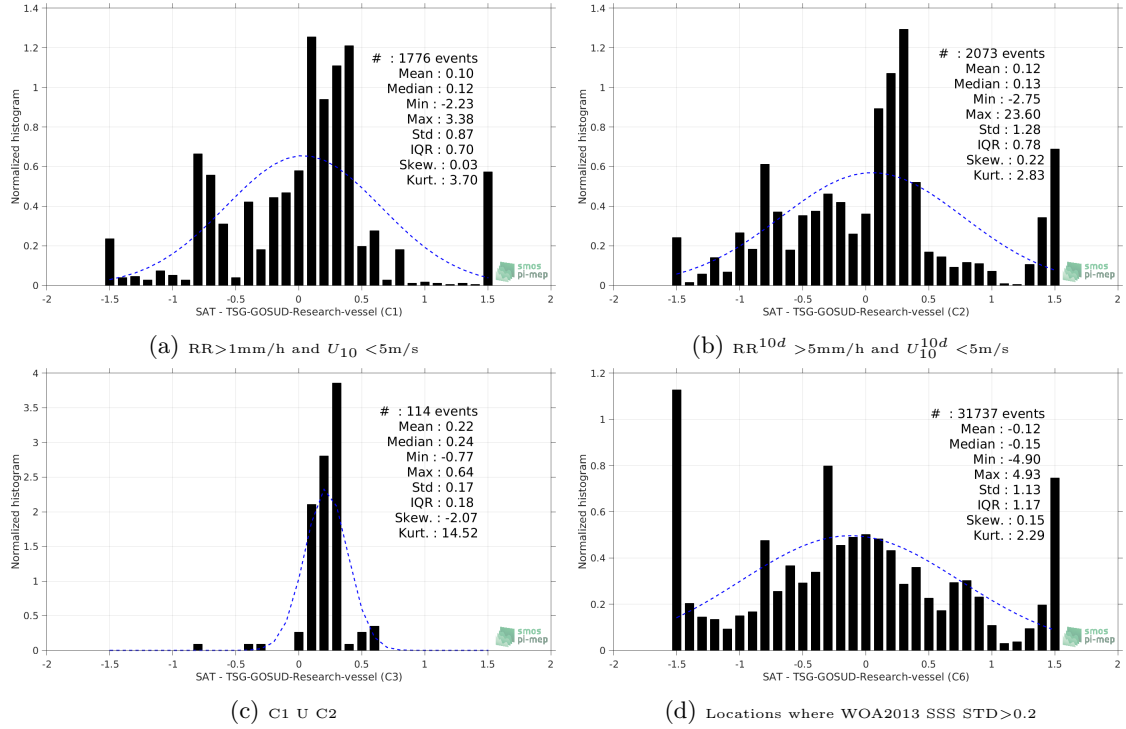 1.4
1.2
1
0.8
0.6
0.4
0.2
0
Normalized histogram
-2
-1.5
-1
-0.5
0
0.5
1
1.5
2
# : 1776 events
Mean : 0.10
Median : 0.12
Min : -2.23
Max : 3.38
Std : 0.87
IQR : 0.70
Skew. : 0.03
Kurt. : 3.70
smos
pi-mep
SAT - TSG-GOSUD-Research-vessel (C1)
(a) RR>1mm/h and U10 <5m/s
1.4
1.2
1
0.8
0.6
0.4
0.2
0
Normalized histogram
-2
-1.5
-1
-0.5
0
0.5
1
1.5
2
# : 2073 events
Mean : 0.12
Median : 0.13
Min : -2.75
Max : 23.60
Std : 1.28
IQR : 0.78
Skew. : 0.22
Kurt. : 2.83
smos
pi-mep
SAT - TSG-GOSUD-Research-vessel (C2)
(b) RR^10d >5mm/h and U10^10d <5m/s
4
3.5
3
2.5
2
1.5
1
0.5
0
Normalized histogram
-2
-1.5
-1
-0.5
0
0.5
1
1.5
2
# : 114 events
Mean : 0.22
Median : 0.24
Min : -0.77
Max : 0.64
Std : 0.17
IQR : 0.18
Skew. : -2.07
Kurt. : 14.52
smos
pi-mep
SAT - TSG-GOSUD-Research-vessel (C3)
(c) C1 U C2
1.2
1
0.8
0.6
0.4
0.2
0
Normalized histogram
-2
-1.5
-1
-0.5
0
0.5
1
1.5
2
# : 31737 events
Mean : -0.12
Median : -0.15
Min : -4.90
Max : 4.93
Std : 1.13
IQR : 1.17
Skew. : 0.15
Kurt. : 2.29
smos
pi-mep
SAT - TSG-GOSUD-Research-vessel (C6)
(d) Locations where WOA2013 SSS STD>0.2